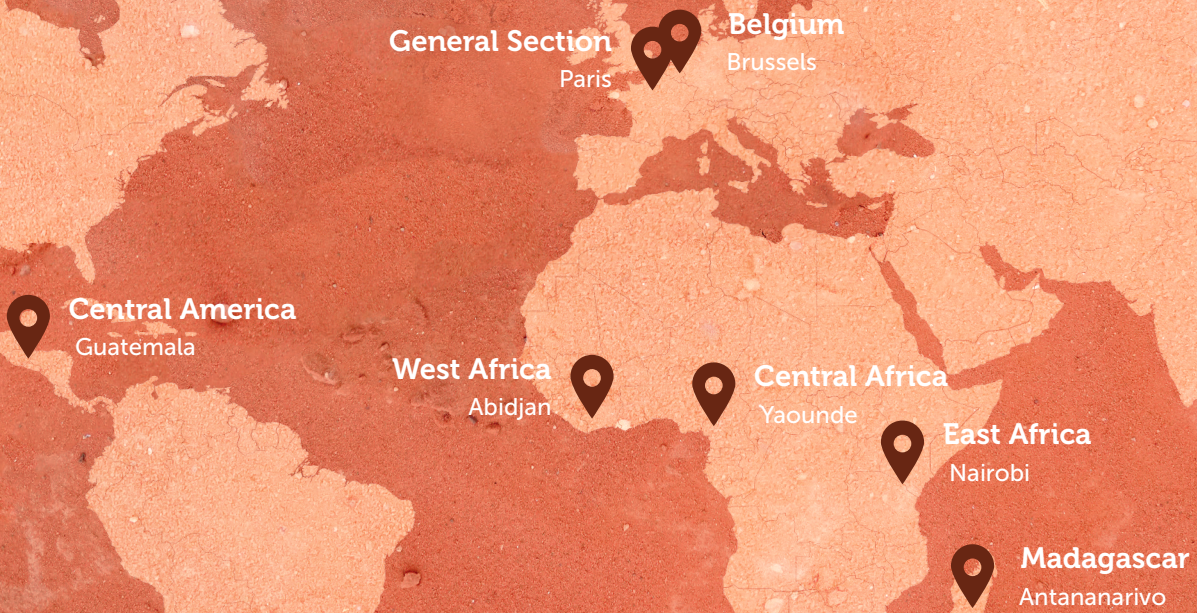 General Section
Paris
Belgium
Brussels
Central America
Guatemala
West Africa
Abidjan
Central Africa
Yaounde
East Africa
Nairobi
Madagascar
Antananarivo